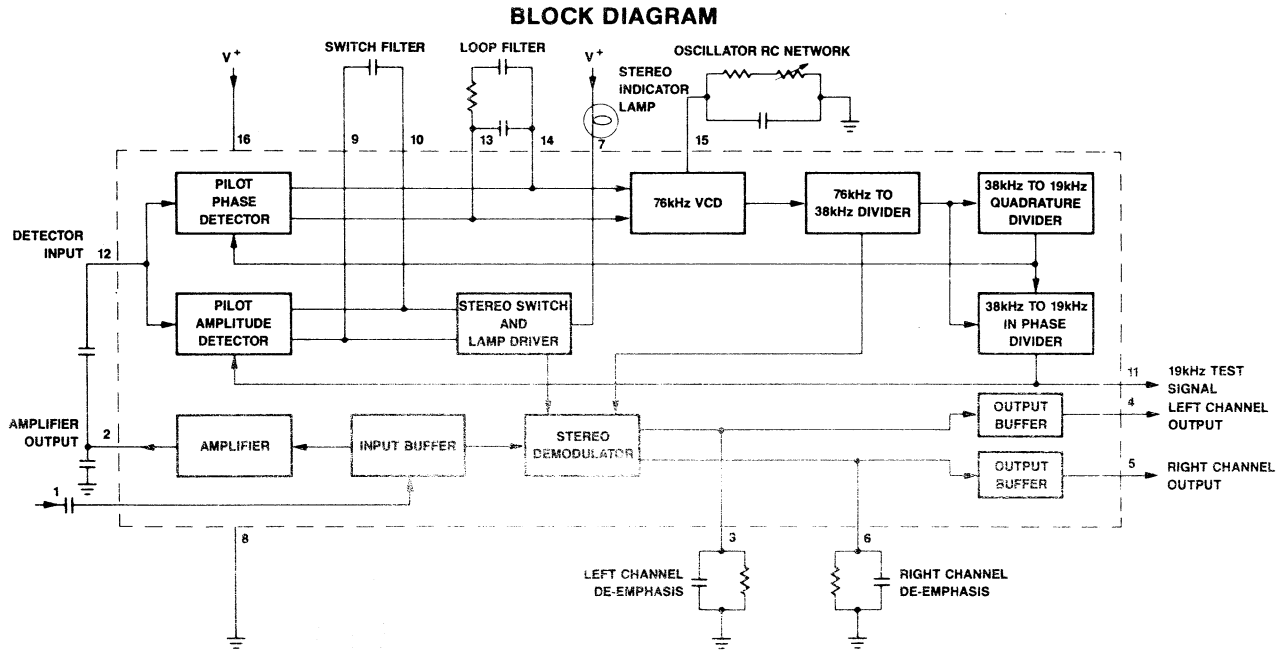 BLOCK DIAGRAM
V+
SWITCH FILTER
LOOP FILTER
V+
STEREO
INDICATOR
LAMP
OSCILLATOR RC NETWORK
16
9
10
13
14
7
15
PILOT
PHASE
DETECTOR
76kHz VCD
76kHz TO
38kHz DIVIDER
38kHz TO 19kHz
QUADRATURE
DIVIDER
DETECTOR
INPUT
12
PILOT
AMPLITUDE
DETECTOR
STEREO SWITCH
AND
LAMP DRIVER
38kHz TO 19kHz
IN PHASE
DIVIDER
11
19kHz TEST
SIGNAL
AMPLIFIER
OUTPUT
2
AMPLIFIER
INPUT BUFFER
STEREO
DEMODULATOR
OUTPUT
BUFFER
4
LEFT CHANNEL
OUTPUT
OUTPUT
BUFFER
5
RIGHT CHANNEL
OUTPUT
1
8
3
6
LEFT CHANNEL
DE-EMPHASIS
RIGHT CHANNEL
DE-EMPHASIS